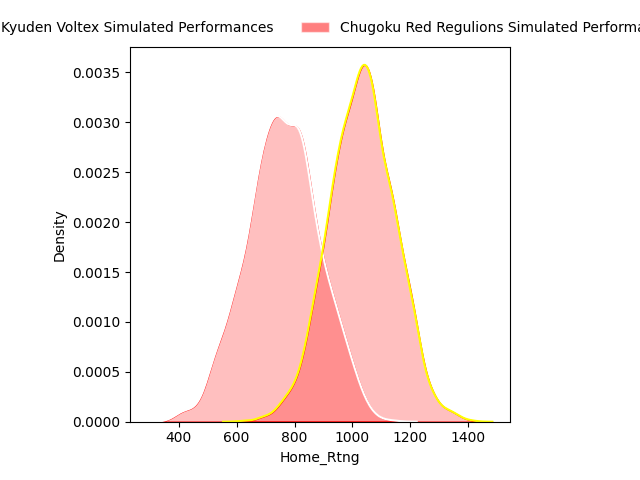 Kyuden Voltex Simulated Performances
Chugoku Red Regulions Simulated
0.0035
0.0030
0.0025
0.0020
0.0015
0.0010
0.0005
0.0000
Density
400 600 800 1000 1200 1400
Home_Rtng